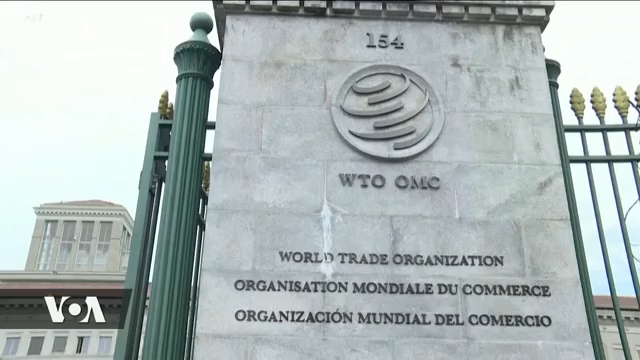 154
WTO OMC
WORLD TRADE ORGANIZATION
ORGANISATION MONDIALE DU COMMERCE
ORGANIZACIÓN MUNDIAL DEL COMERCIO
VOA